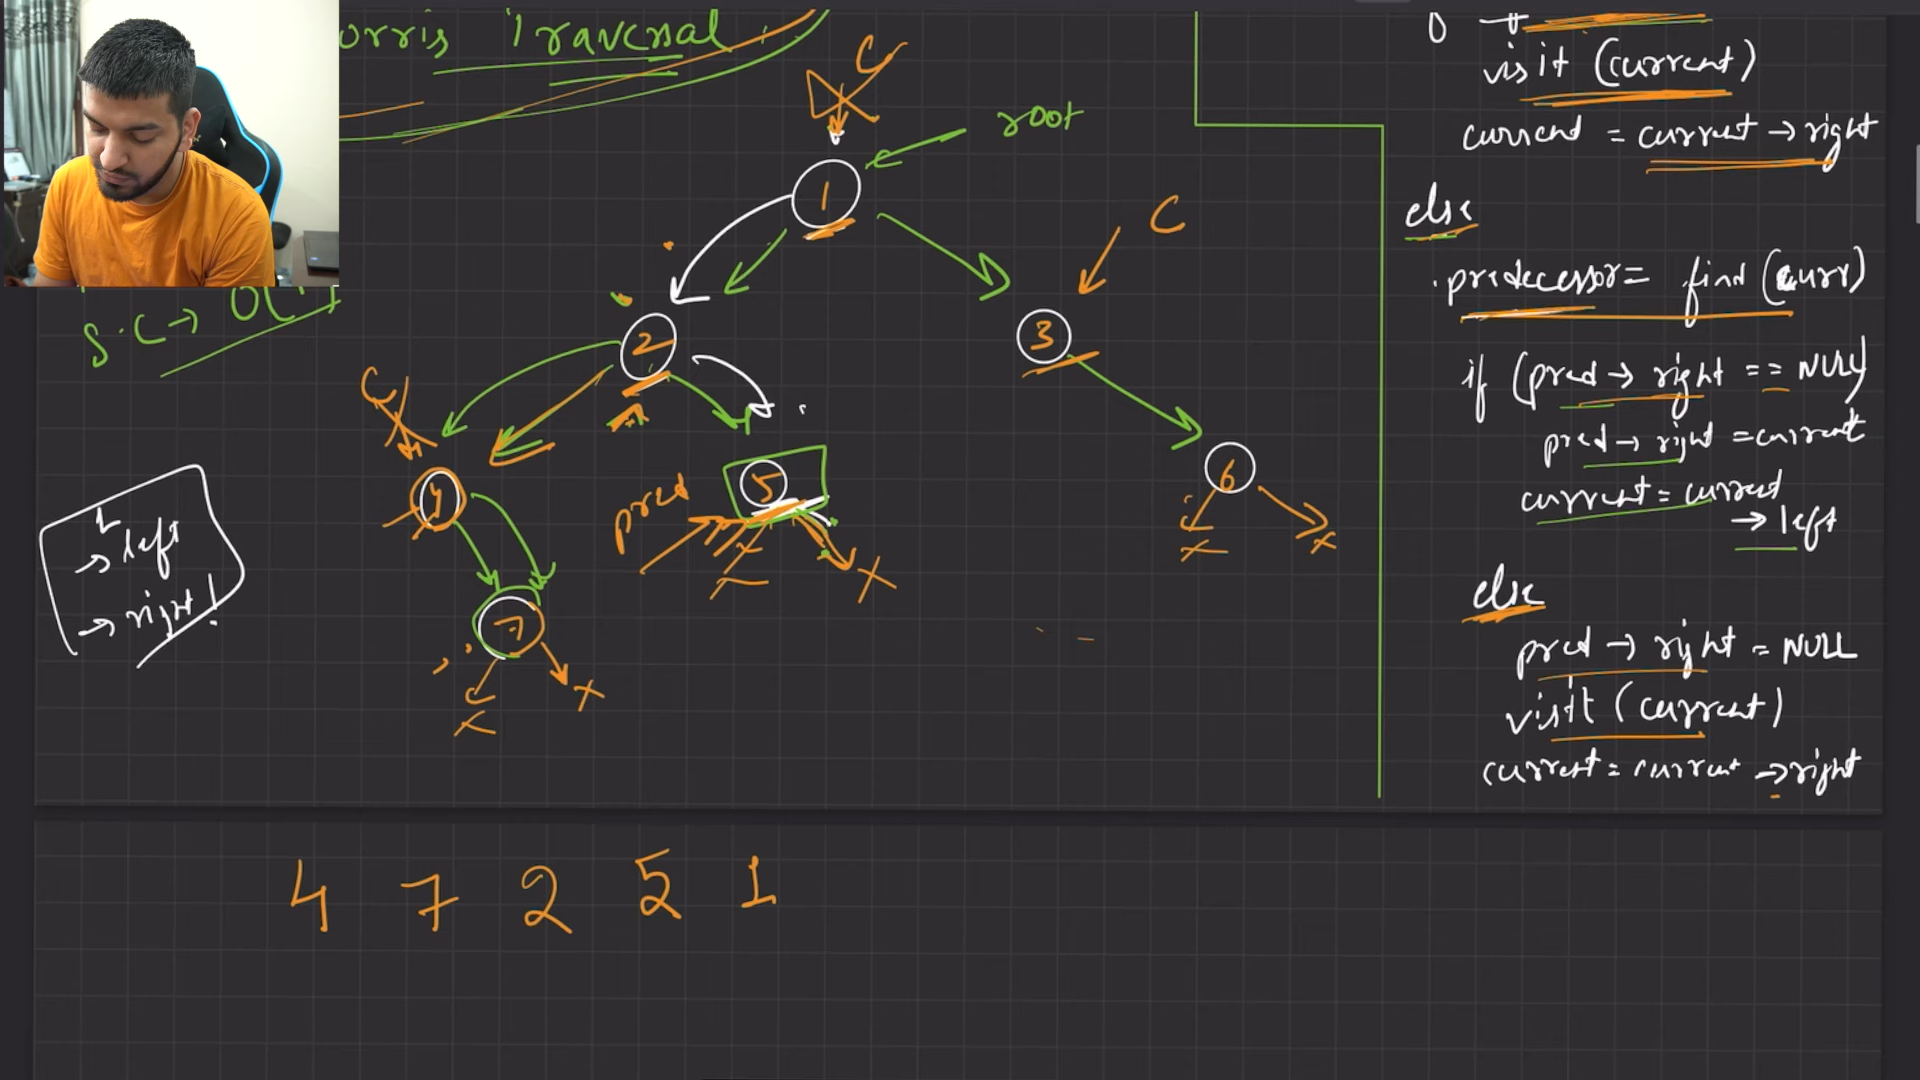 orris Traversal
S.C → O(1)
C
root
1
C
2
3
C
4
5
6
pred
x
x
x
x
7
x
x
L
→ left
→ right!
visit (current)
current = current → right
else
predecessor = find (curr)
if (pred → right == NULL)
pred → right = current
current = current
→ left
else
pred → right = NULL
visit (current)
current = current → right
4 7 2 5 1